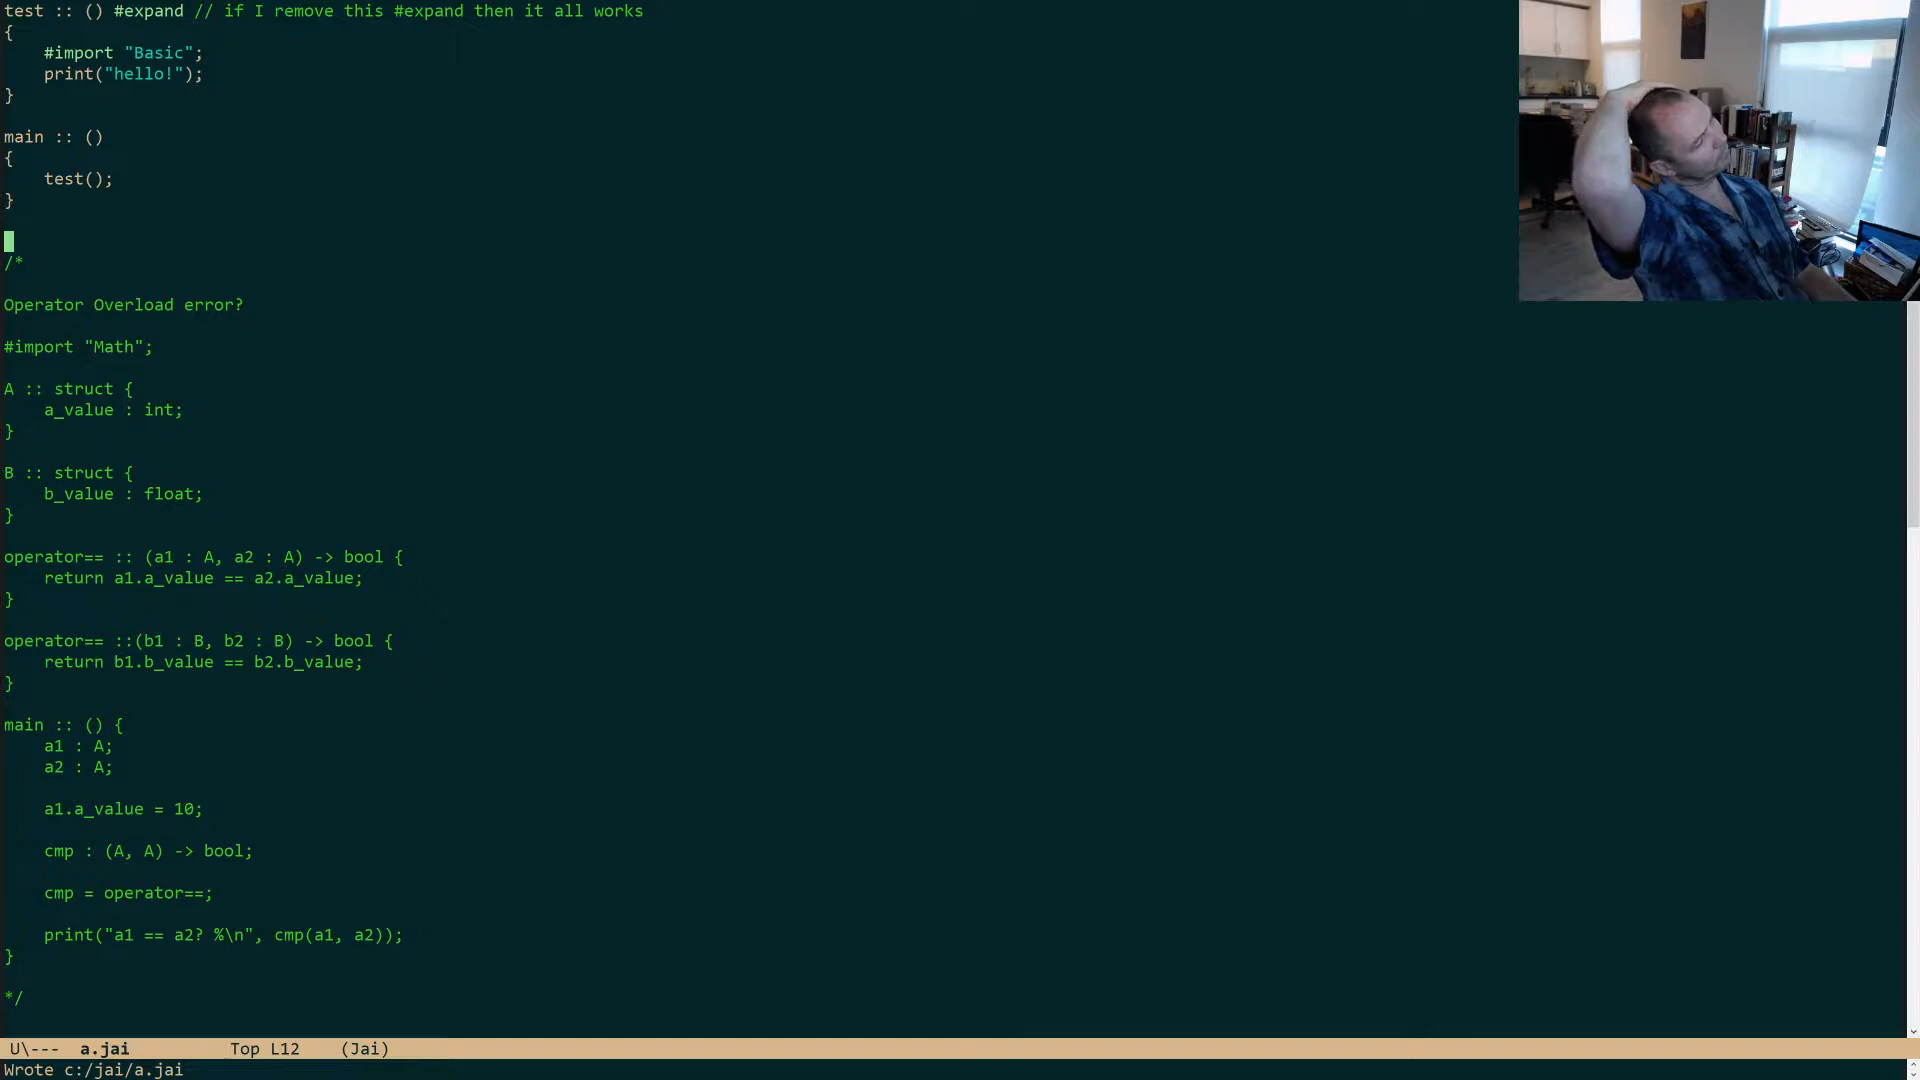 test :: () #expand // if I remove this #expand then it all works
{
    #import "Basic";
    print("hello!");
}
main :: ()
{
    test();
}
/*
Operator Overload error?
#import "Math";
A :: struct {
    a_value : int;
}
B :: struct {
    b_value : float;
}
operator== :: (a1 : A, a2 : A) -> bool {
    return a1.a_value == a2.a_value;
}
operator== ::(b1 : B, b2 : B) -> bool {
    return b1.b_value == b2.b_value;
}
main :: () {
    a1 : A;
    a2 : A;
    a1.a_value = 10;
    cmp : (A, A) -> bool;
    cmp = operator==;
    print("a1 == a2? %\n", cmp(a1, a2));
}
*/
U\---  a.jai          Top L12    (Jai)
Wrote c:/jai/a.jai